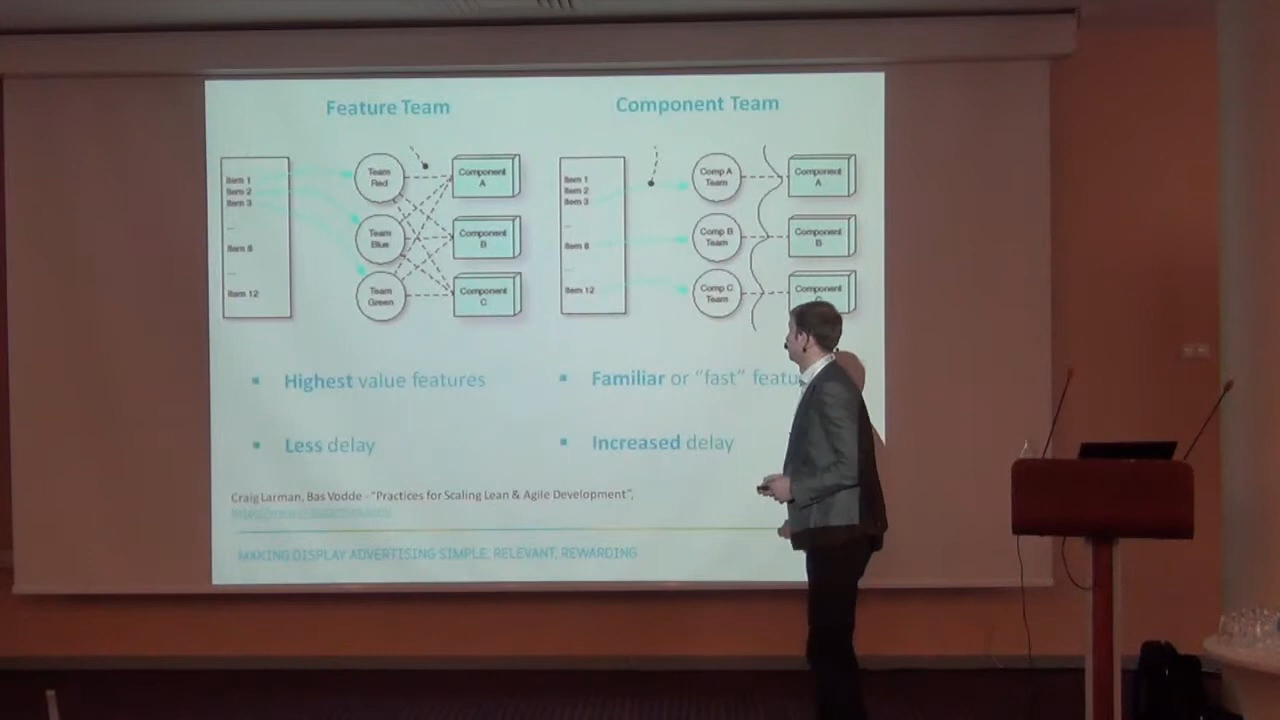 Feature Team
Item 1
Item 2
Item 3
...
Item 8
...
Item 12
Team
Red
Team
Blue
Team
Green
Component
A
Component
B
Component
C
Highest value features
Less delay
Component Team
Item 1
Item 2
Item 3
...
Item 8
...
Item 12
Comp A
Team
Comp B
Team
Comp C
Team
Component
A
Component
B
Component
Familiar or "fast"
Increased delay
Craig Larman, Bas Vodde - "Practices for Scaling Lean & Agile Development",
MAKING DISPLAY ADVERTISING SIMPLE, RELEVANT, REWARDING